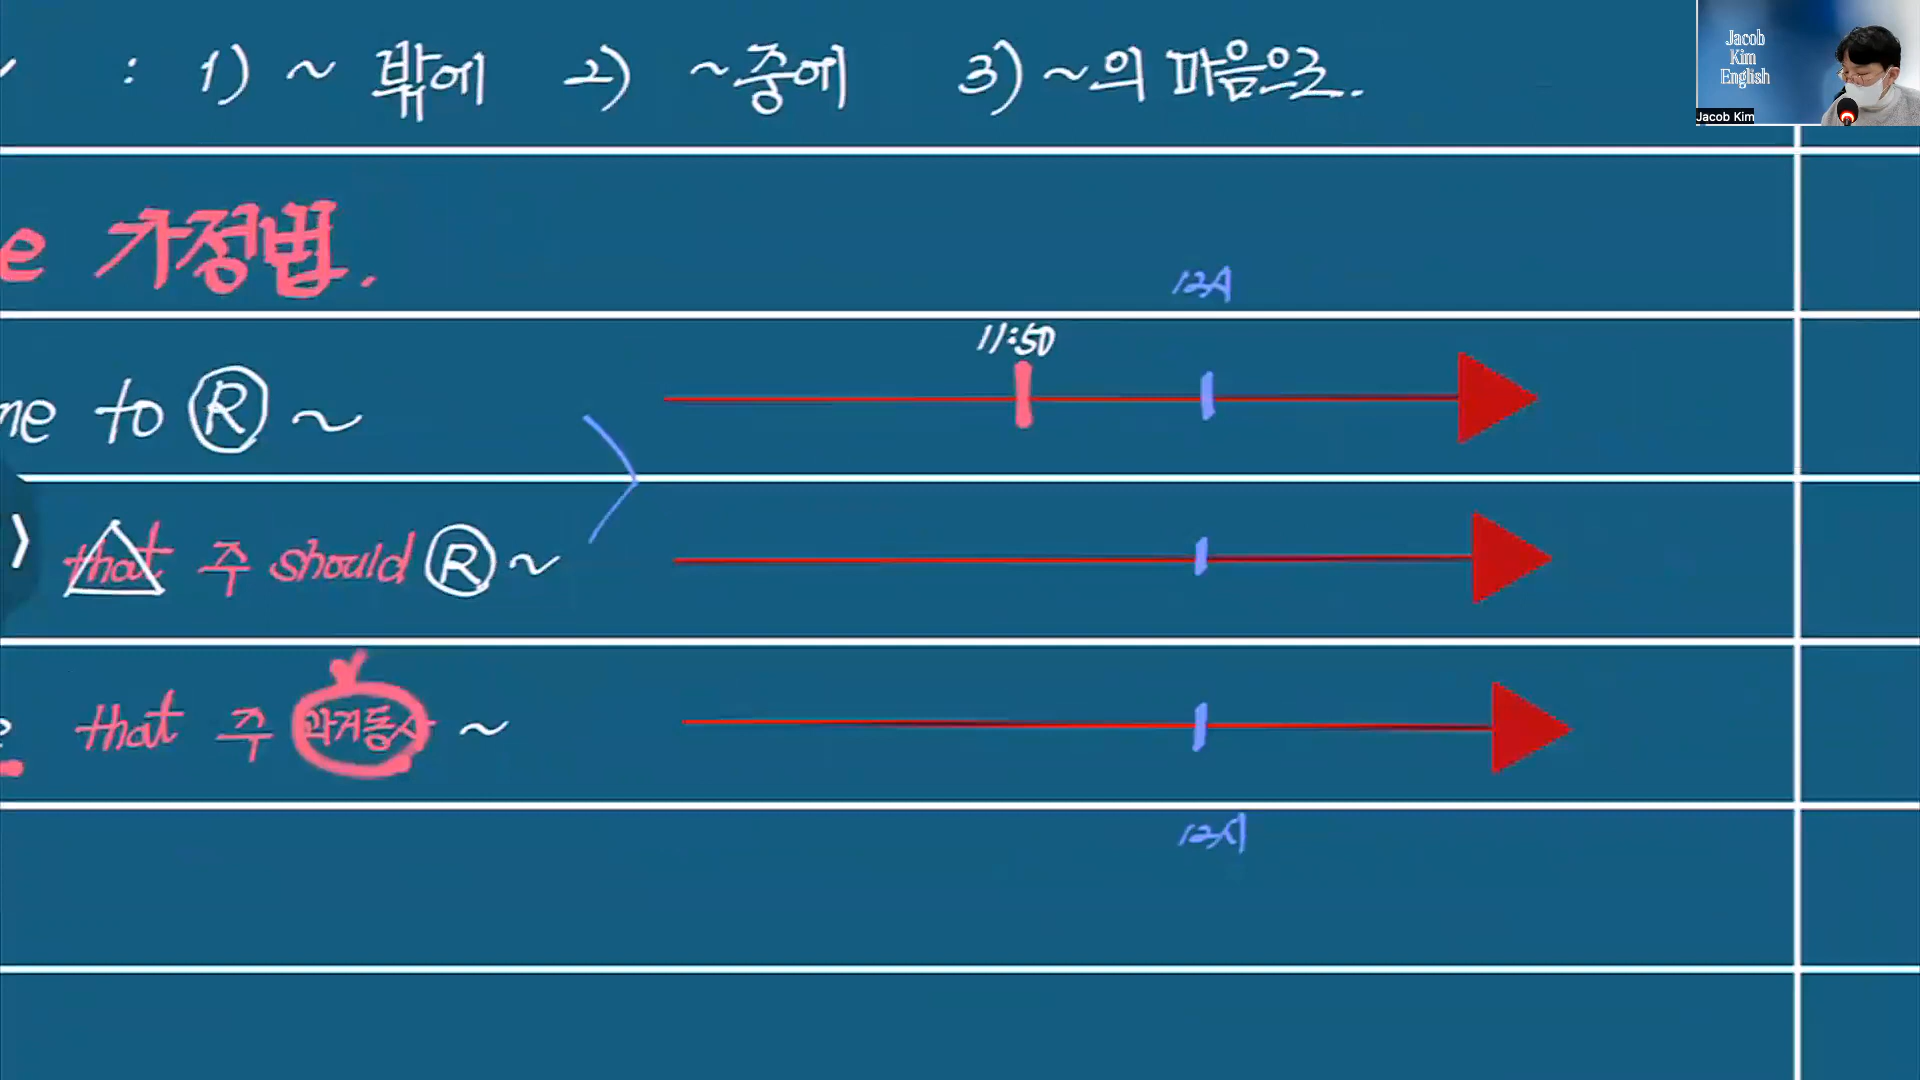 : 1) ~ 밖에 2) ~중에 3) ~의 마음으로.
Jacob
Kim
English
Jacob Kim
e 가정법.
12시
11:50
me to Ⓡ ~
) that 주 should Ⓡ ~
that 주 과거동사 ~
12시